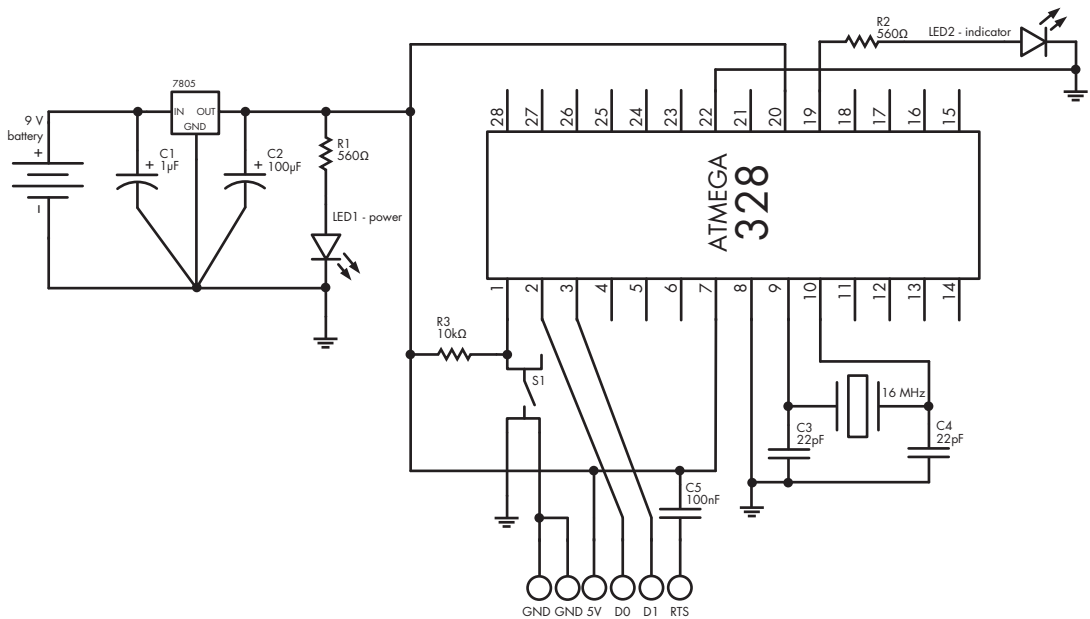 9 V
battery
+
–
7805
IN OUT
GND
+
C1
1µF
+
C2
100µF
R1
560Ω
LED1 - power
R2
560Ω
LED2 - indicator
28 27 26 25 24 23 22 21 20 19 18 17 16 15
ATMEGA
328
1 2 3 4 5 6 7 8 9 10 11 12 13 14
R3
10kΩ
S1
16 MHz
C3
22pF
C4
22pF
C5
100nF
GND GND 5V D0 D1 RTS